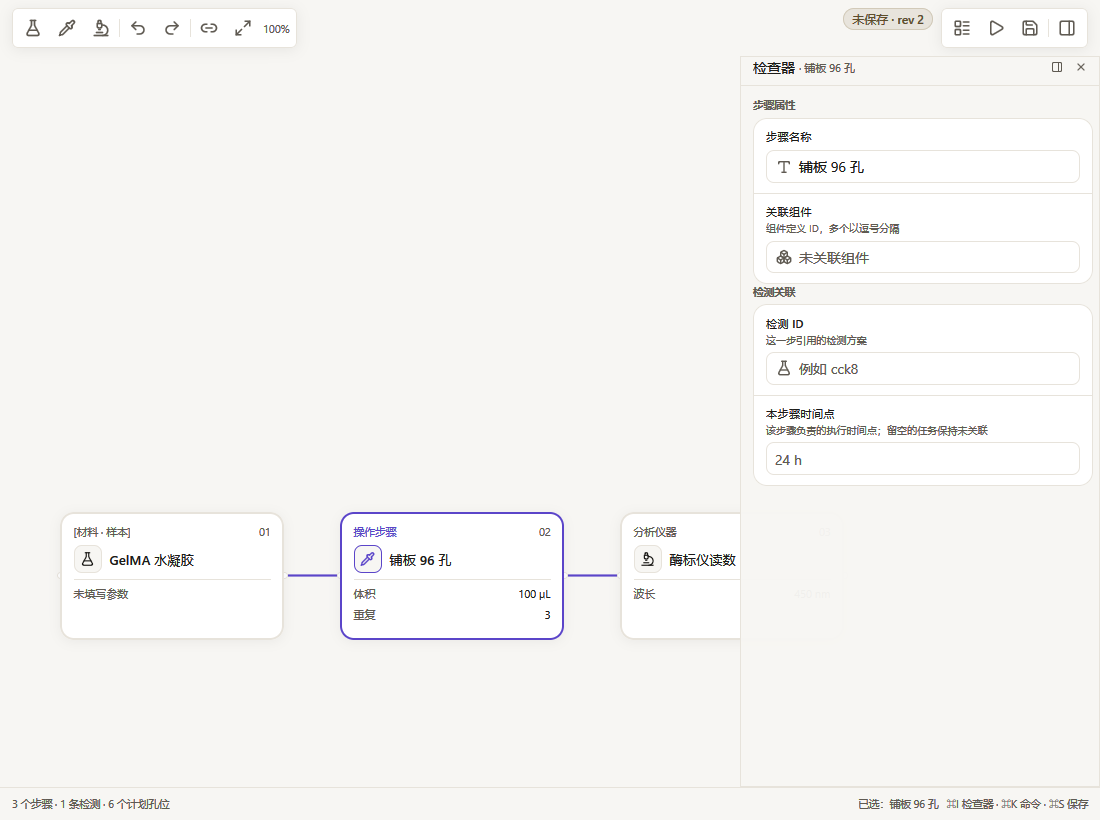 100%
未保存 · rev 2
检查器 · 铺板 96 孔
步骤属性
步骤名称
铺板 96 孔
关联组件
组件定义 ID，多个以逗号分隔
未关联组件
检测关联
检测 ID
这一步引用的检测方案
例如 cck8
本步骤时间点
该步骤负责的执行时间点；留空的任务保持未关联
24 h
[材料 · 样本] 01
GelMA 水凝胶
未填写参数
操作步骤 02
铺板 96 孔
体积 100 µL
重复 3
分析仪器
酶标仪读数
波长
3 个步骤 · 1 条检测 · 6 个计划孔位
已选：铺板 96 孔 ⌘I 检查器 · ⌘K 命令 · ⌘S 保存